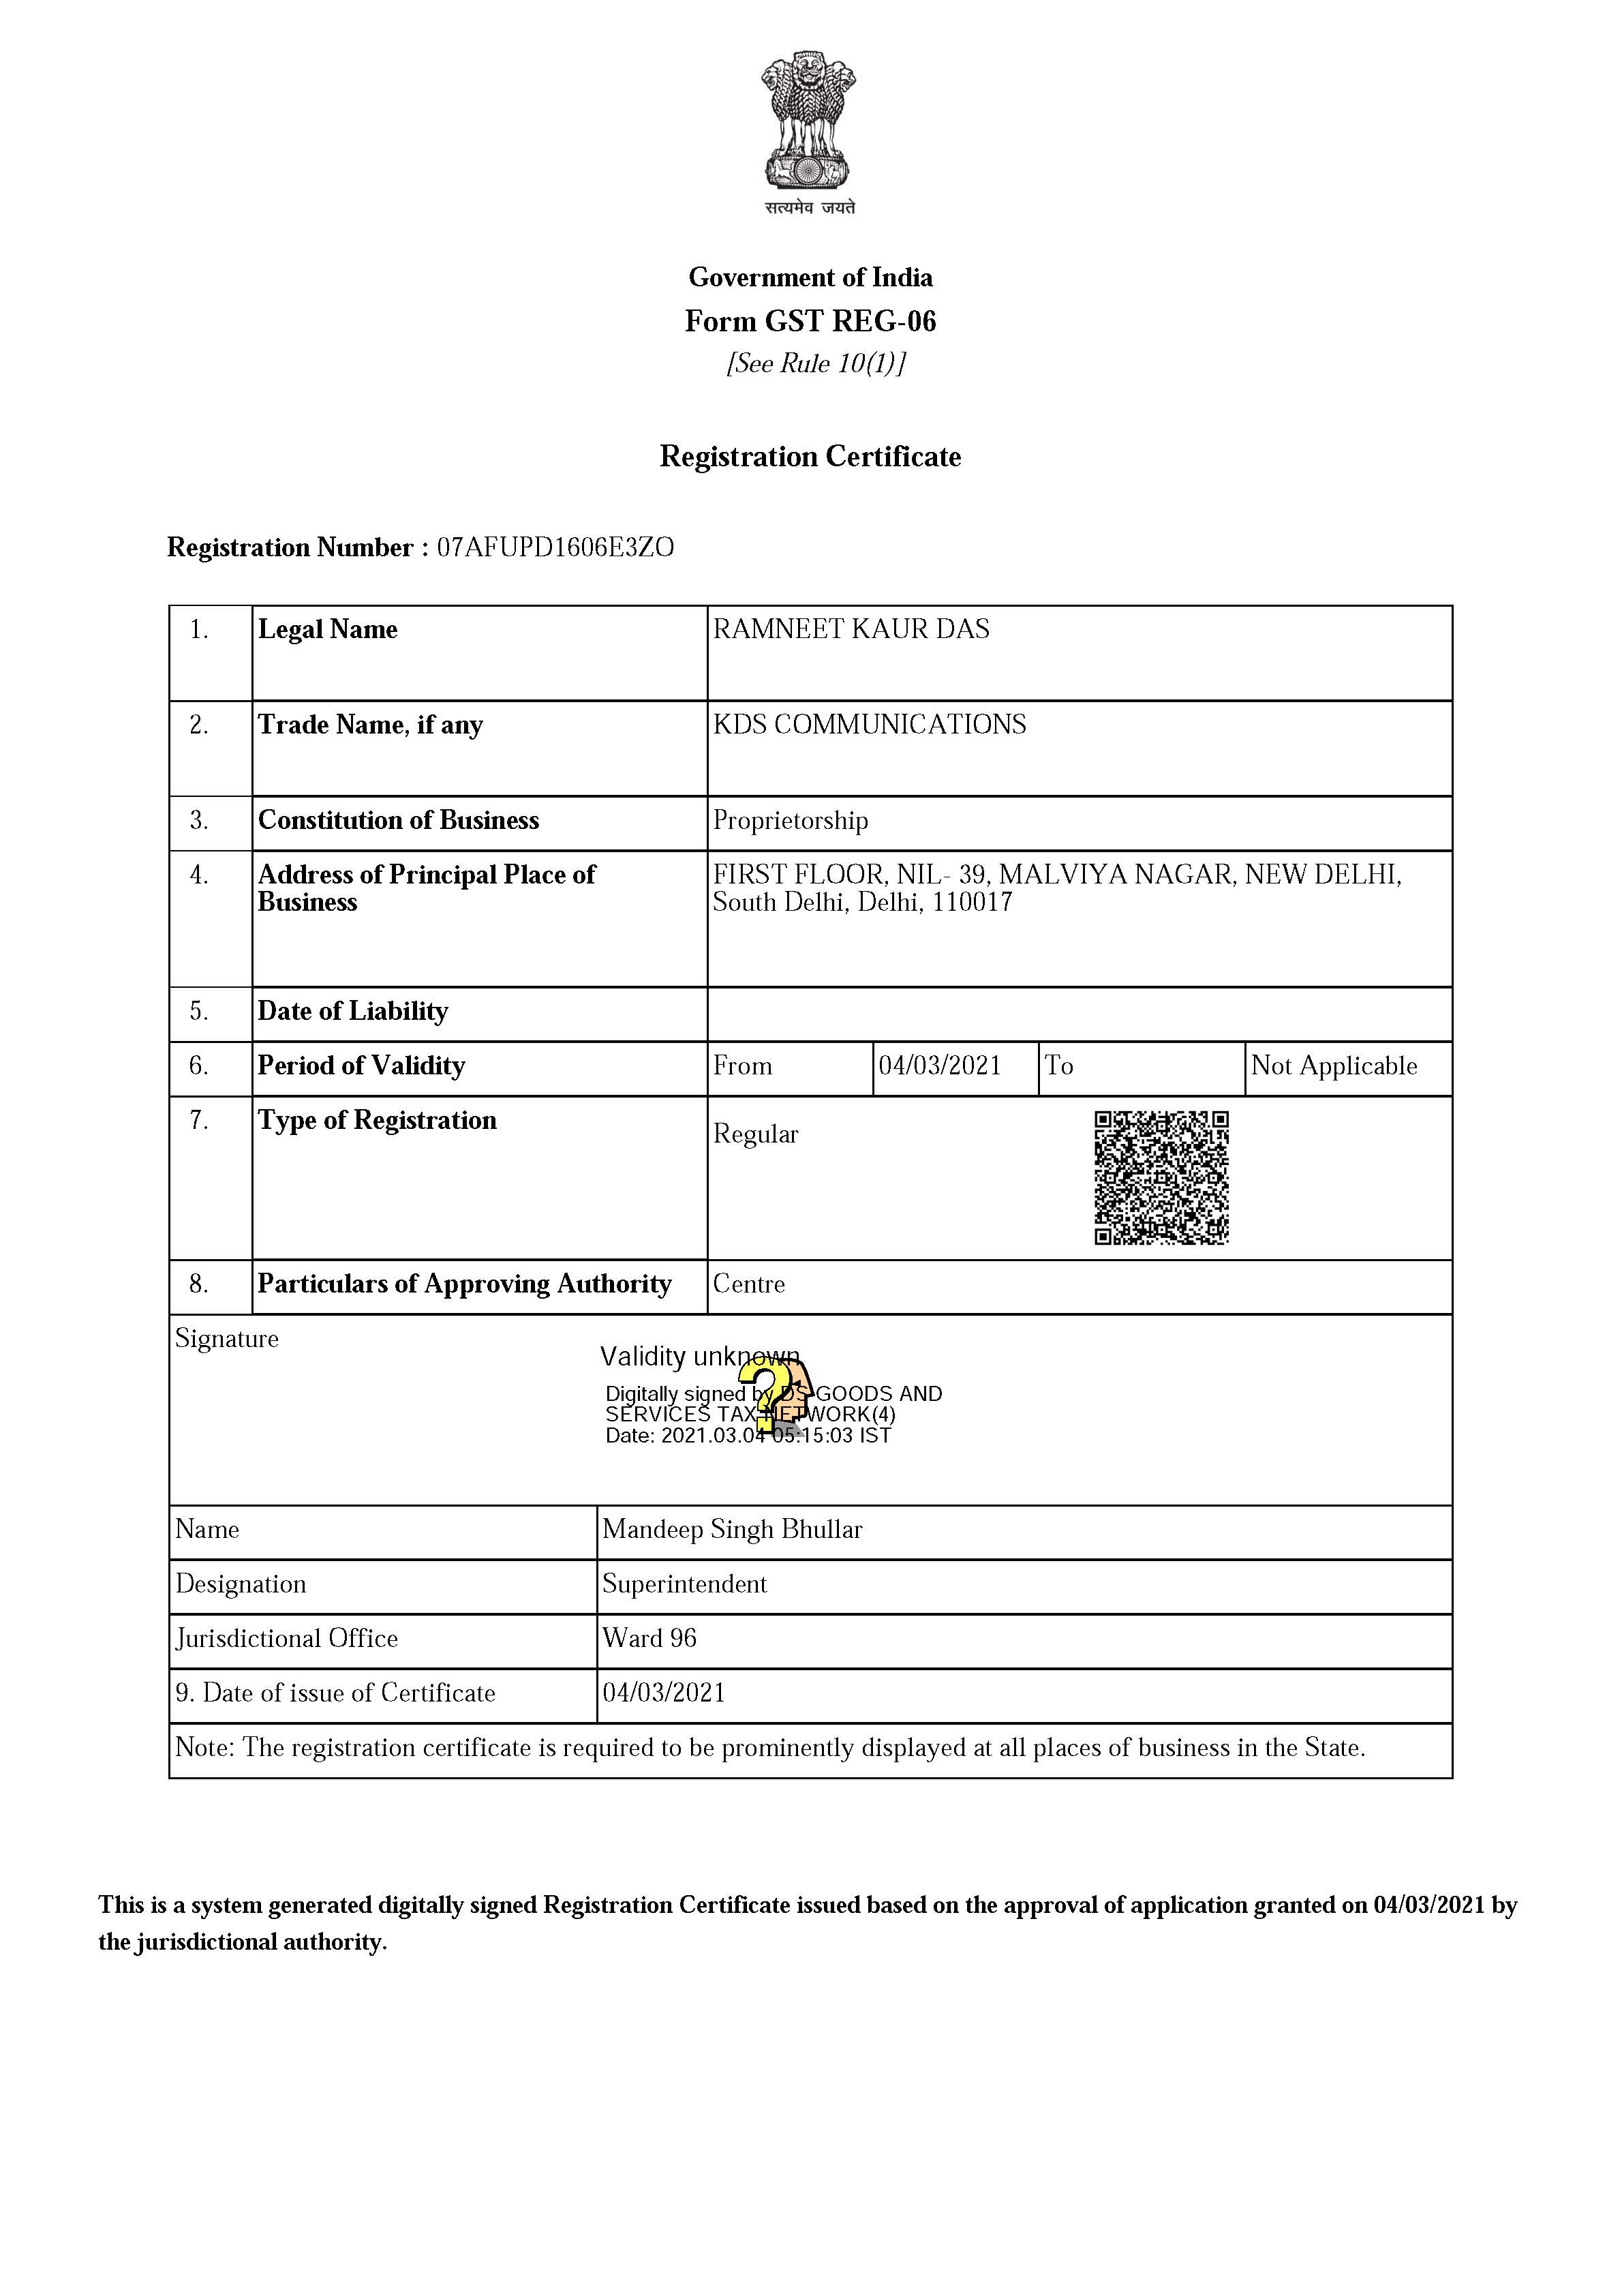 सत्यमेव जयते
Government of India
Form GST REG-06
[See Rule 10(1)]
Registration Certificate
Registration Number : 07AFUPD1606E3ZO
1. Legal Name RAMNEET KAUR DAS
2. Trade Name, if any KDS COMMUNICATIONS
3. Constitution of Business Proprietorship
4. Address of Principal Place of FIRST FLOOR, NIL- 39, MALVIYA NAGAR, NEW DELHI,
Business South Delhi, Delhi, 110017
5. Date of Liability
6. Period of Validity From 04/03/2021 To Not Applicable
7. Type of Registration Regular
8. Particulars of Approving Authority Centre
Signature
Validity unknown
Digitally signed by DS GOODS AND
SERVICES TAX NETWORK(4)
Date: 2021.03.04 05:15:03 IST
Name Mandeep Singh Bhullar
Designation Superintendent
Jurisdictional Office Ward 96
9. Date of issue of Certificate 04/03/2021
Note: The registration certificate is required to be prominently displayed at all places of business in the State.
This is a system generated digitally signed Registration Certificate issued based on the approval of application granted on 04/03/2021 by
the jurisdictional authority.